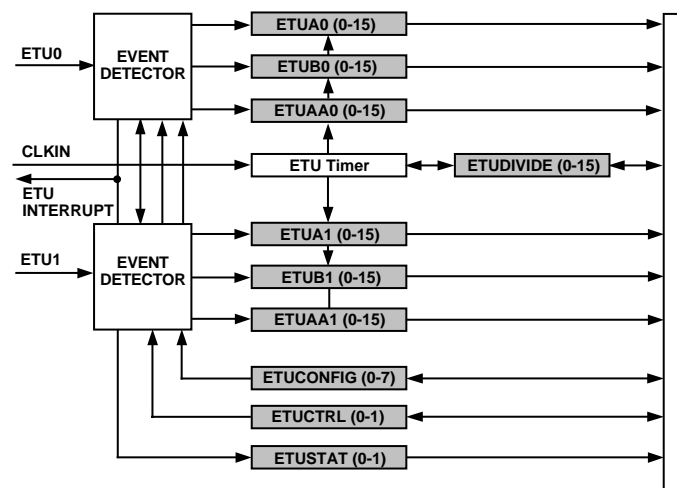 ETUA0 (0-15)
ETU0
EVENT
DETECTOR
ETUB0 (0-15)
ETUAA0 (0-15)
CLKIN
ETU Timer
ETUDIVIDE (0-15)
ETU
INTERRUPT
ETUA1 (0-15)
ETU1
EVENT
DETECTOR
ETUB1 (0-15)
ETUAA1 (0-15)
ETUCONFIG (0-7)
ETUCTRL (0-1)
ETUSTAT (0-1)